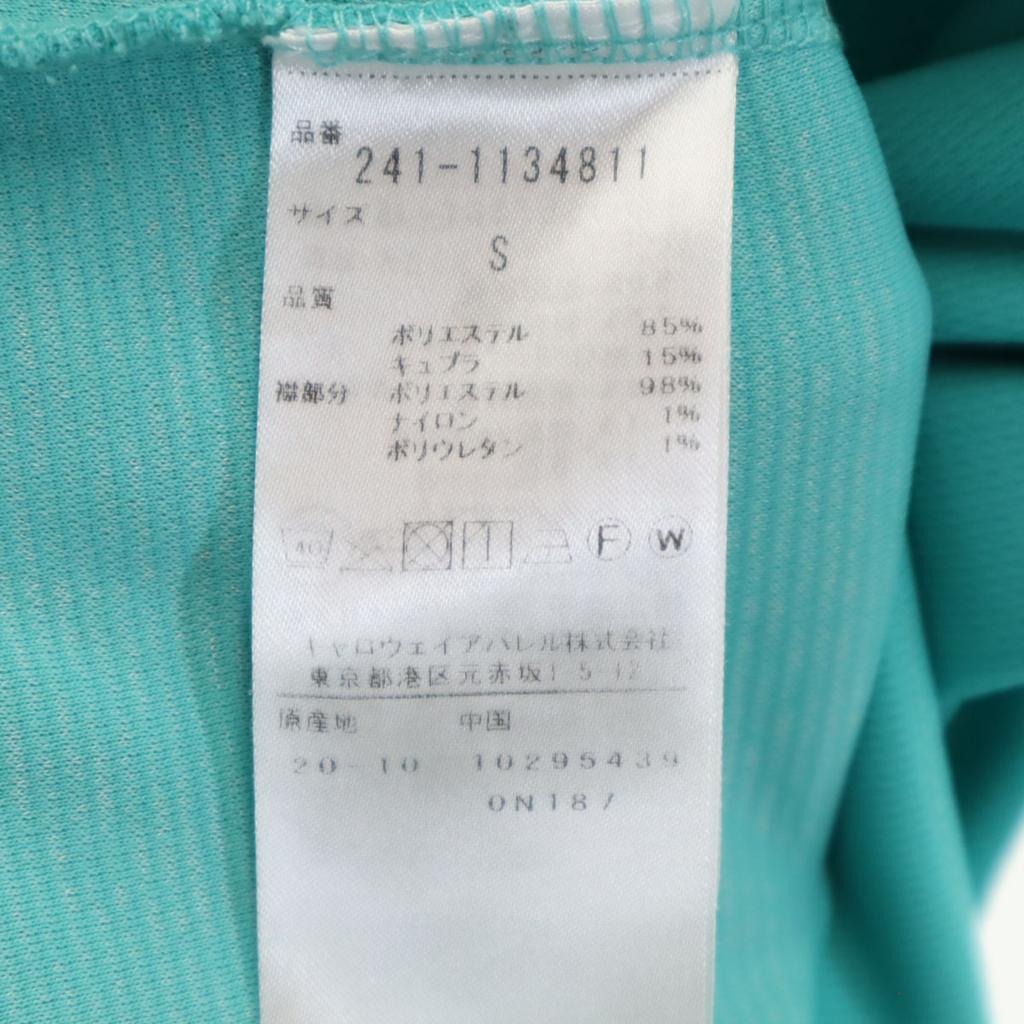 品番
241-1134811
サイズ
S
品質
ポリエステル 85%
キュプラ 15%
襟部分 ポリエステル 98%
ナイロン 1%
ポリウレタン 1%
40 F W
キャロウェイアパレル株式会社
東京都港区元赤坂1-5-12
原産地 中国
20-10 10295439
0N187